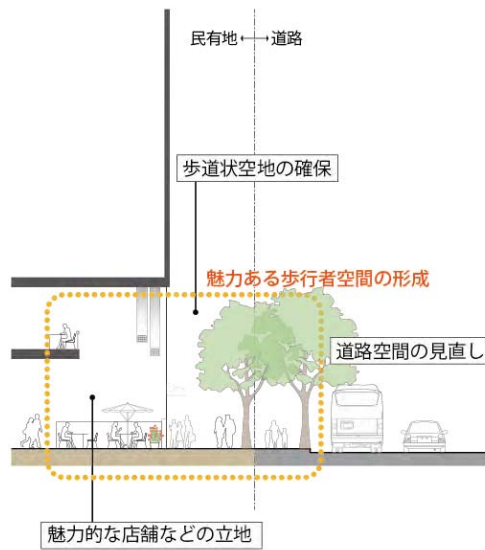 民有地 ←→ 道路
歩道状空地の確保
魅力ある歩行者空間の形成
道路空間の見直し
魅力的な店舗などの立地